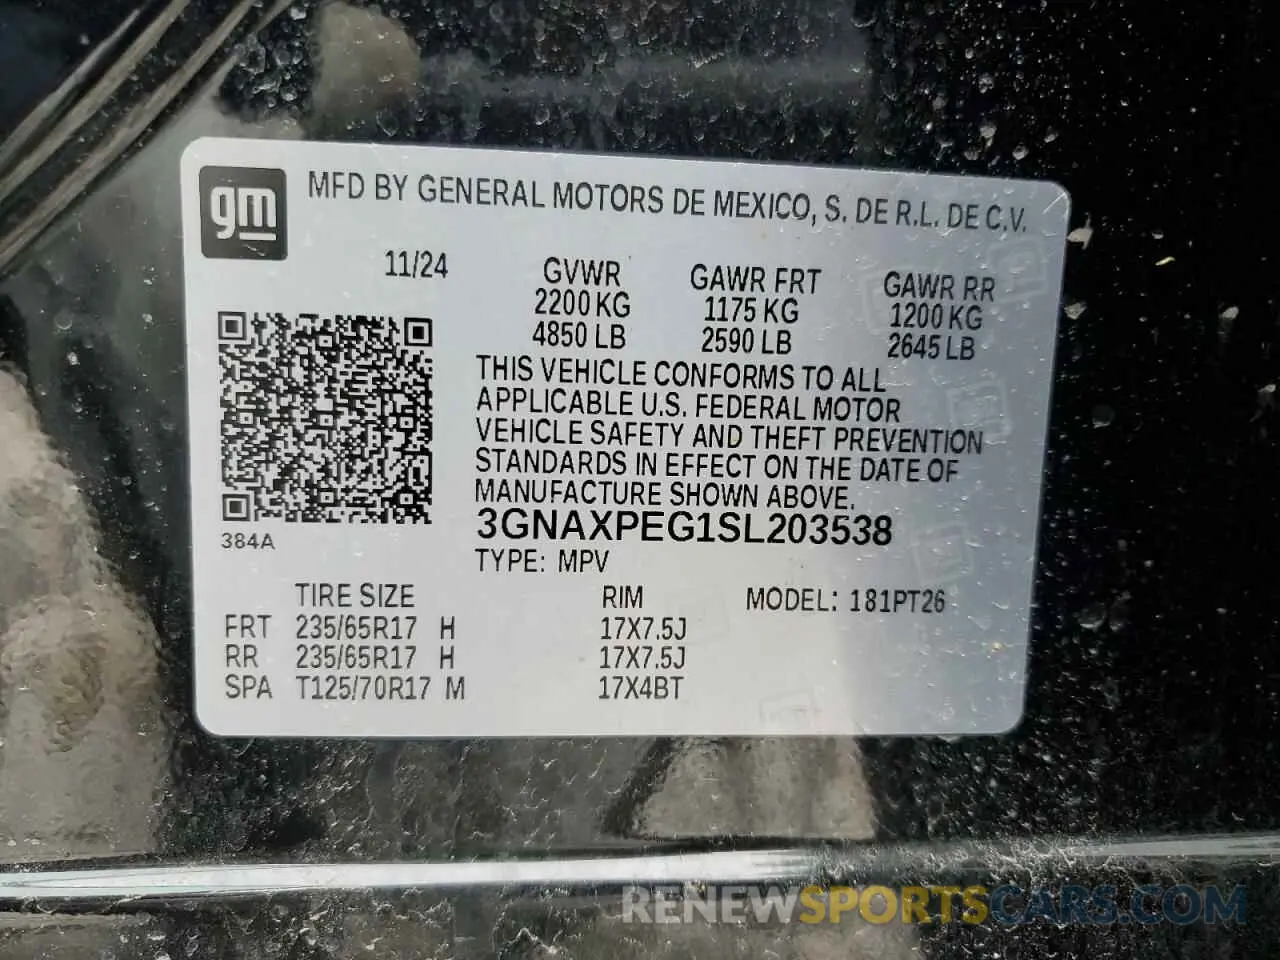 gm
MFD BY GENERAL MOTORS DE MEXICO, S. DE R.L. DE C.V.
11/24 GVWR GAWR FRT GAWR RR
2200 KG 1175 KG 1200 KG
4850 LB 2590 LB 2645 LB
THIS VEHICLE CONFORMS TO ALL
APPLICABLE U.S. FEDERAL MOTOR
VEHICLE SAFETY AND THEFT PREVENTION
STANDARDS IN EFFECT ON THE DATE OF
MANUFACTURE SHOWN ABOVE.
3GNAXPEG1SL203538
384A
TYPE: MPV
TIRE SIZE RIM MODEL: 181PT26
FRT 235/65R17 H 17X7.5J
RR 235/65R17 H 17X7.5J
SPA T125/70R17 M 17X4BT
RENEWSPORTSCARS.COM